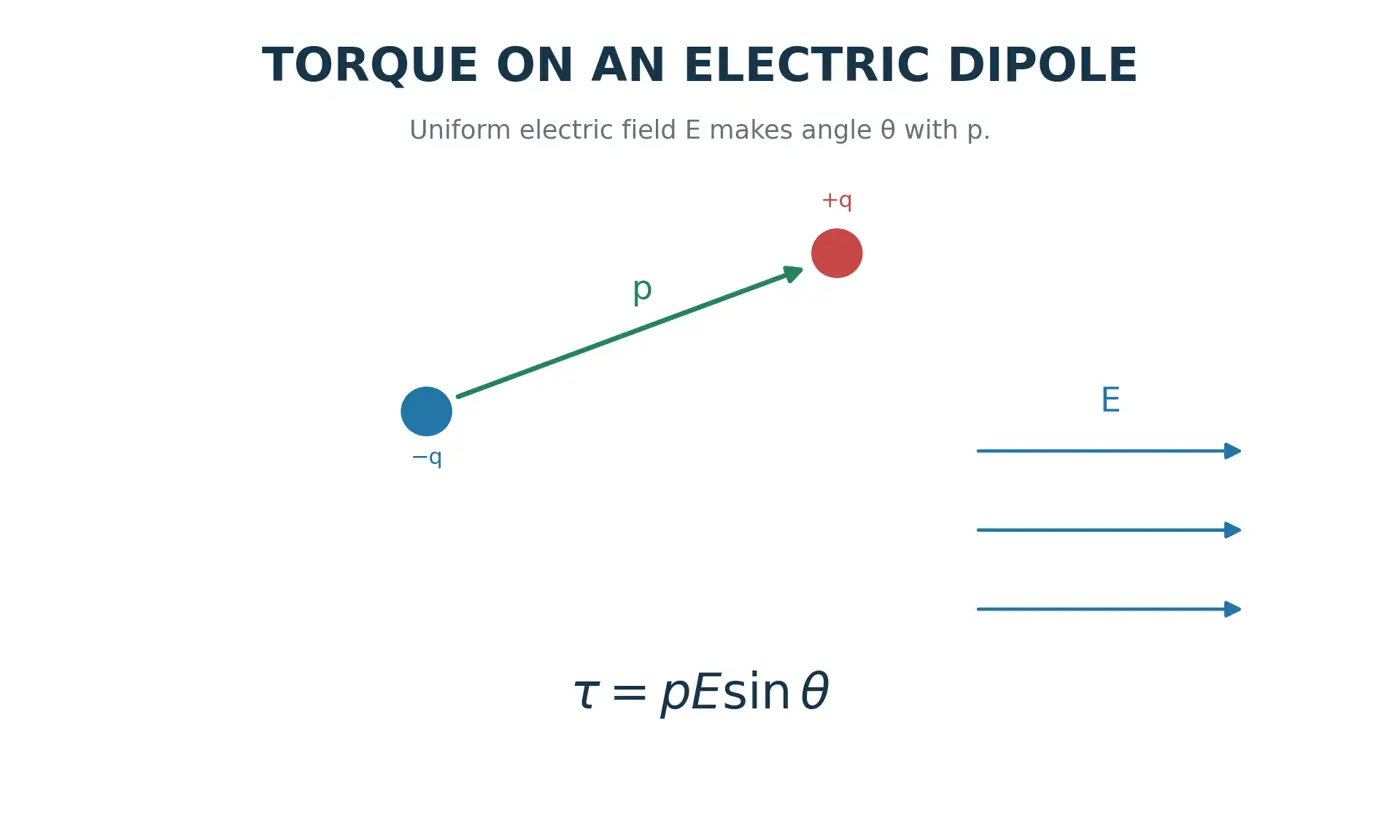 TORQUE ON AN ELECTRIC DIPOLE
Uniform electric field E makes angle θ with p.
+q
p
E
−q
τ = pE sin θ